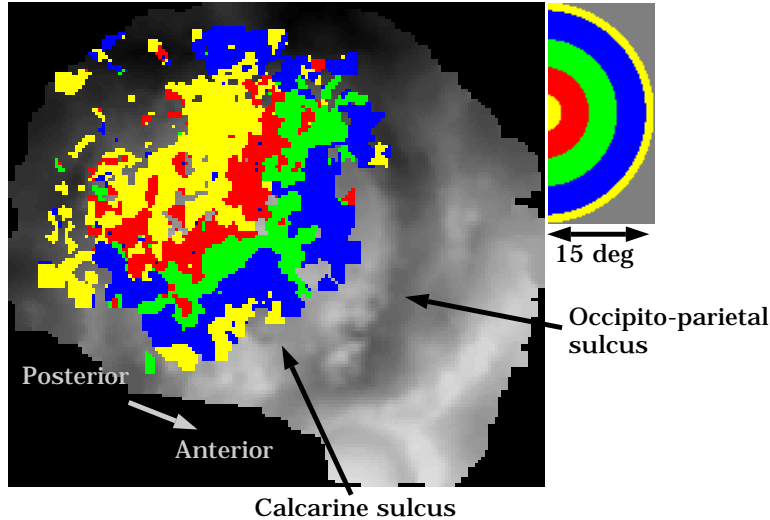 15 deg
Occipito-parietal
sulcus
Posterior
Anterior
Calcarine sulcus